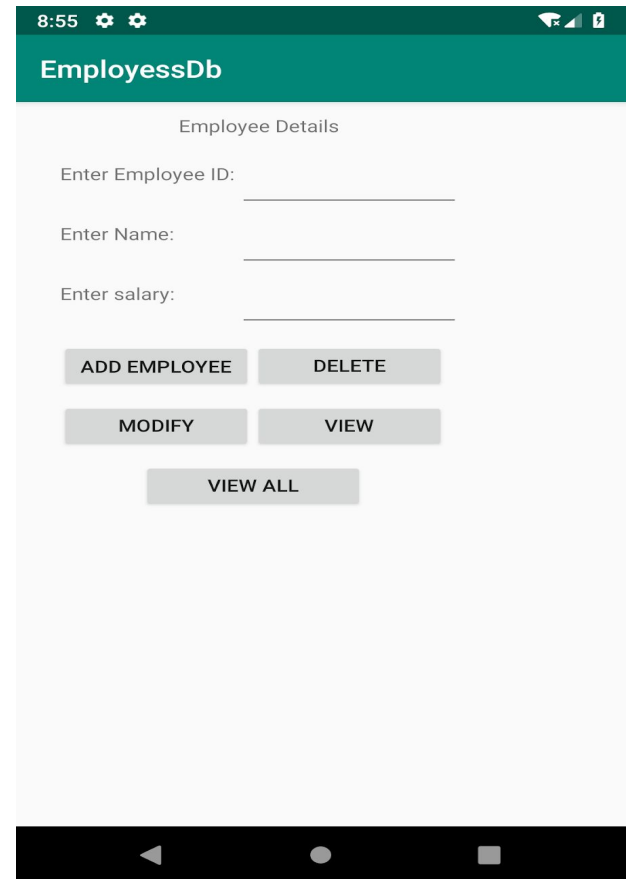 8:55
EmployessDb
Employee Details
Enter Employee ID:
Enter Name:
Enter salary:
ADD EMPLOYEE DELETE
MODIFY VIEW
VIEW ALL